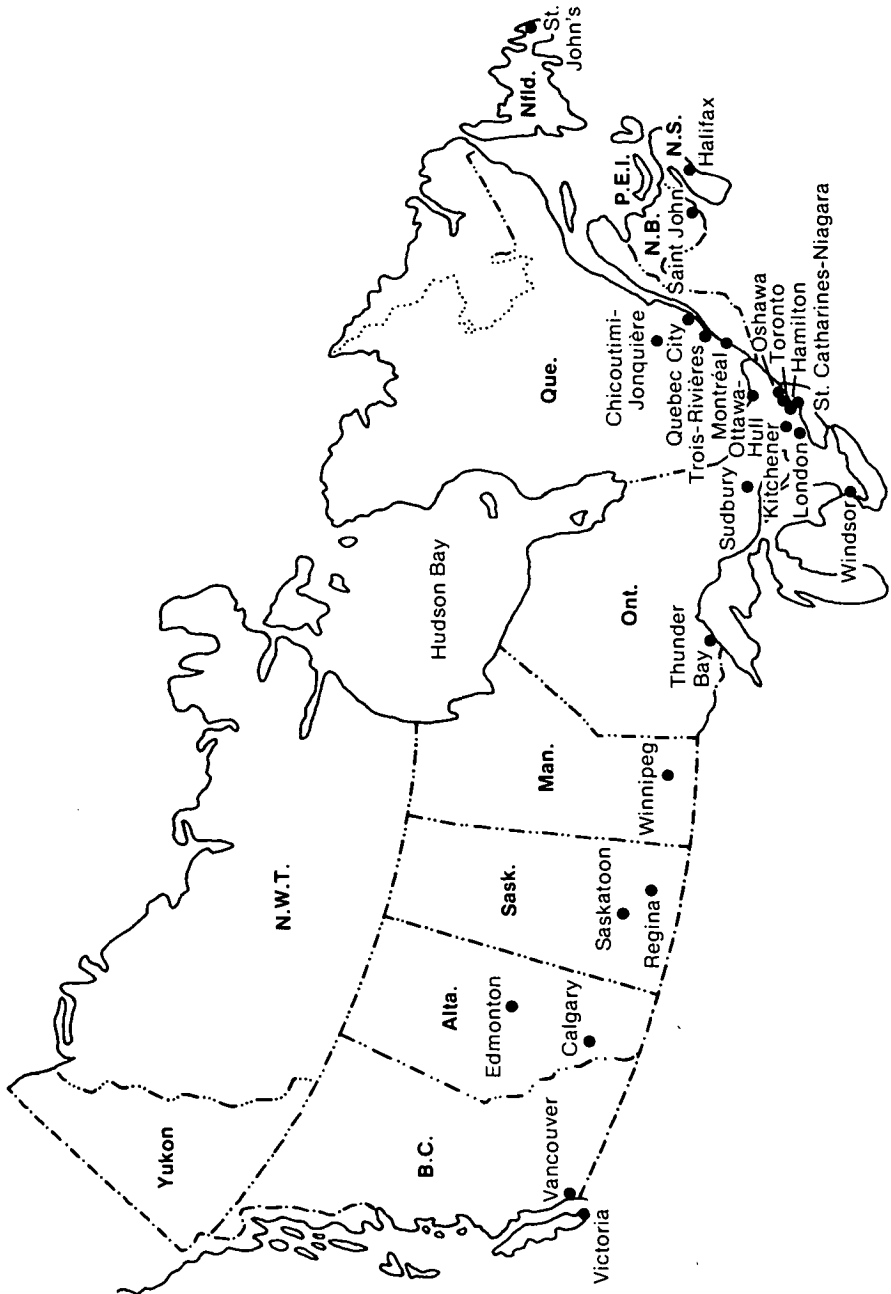 Yukon
N.W.T.
B.C.
Alta.
Sask.
Man.
Ont.
Que.
Nfld.
P.E.I.
N.B.
N.S.
Hudson Bay
Victoria
Vancouver
Edmonton
Calgary
Saskatoon
Regina
Winnipeg
Thunder
Bay
Sudbury
Windsor
London
Kitchener
Ottawa-
Hull
Montréal
Trois-Rivières
Quebec City
Chicoutimi-
Jonquière
Oshawa
Toronto
Hamilton
St. Catharines-Niagara
Saint John
Halifax
St.
John's